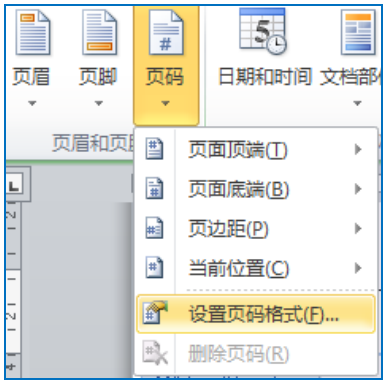 页眉 页脚 页码 日期和时间 文档部
页眉和页
页面顶端(T)
页面底端(B)
页边距(P)
当前位置(C)
设置页码格式(F)...
删除页码(R)